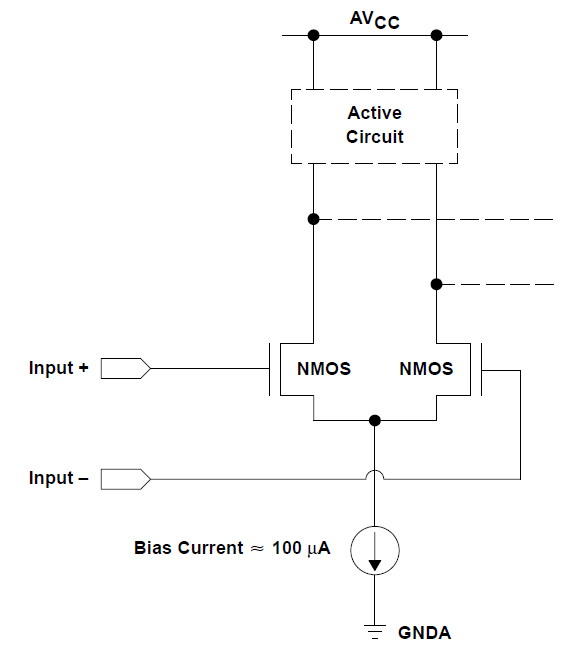 AVCC
Active
Circuit
Input +
NMOS
NMOS
Input –
Bias Current ≈ 100 μA
GNDA